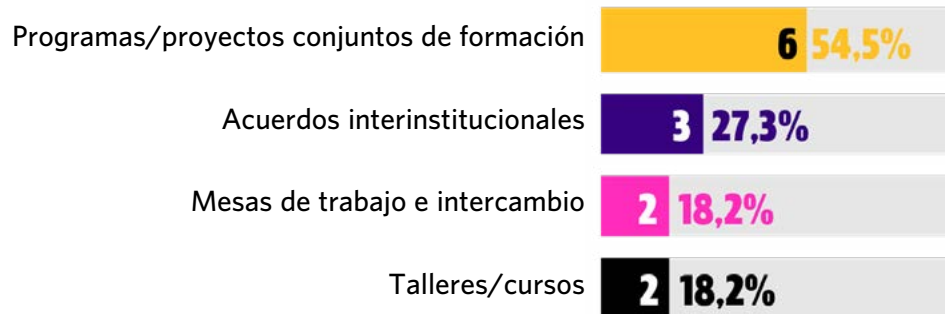 Programas/proyectos conjuntos de formación 6 54,5%
Acuerdos interinstitucionales 3 27,3%
Mesas de trabajo e intercambio 2 18,2%
Talleres/cursos 2 18,2%